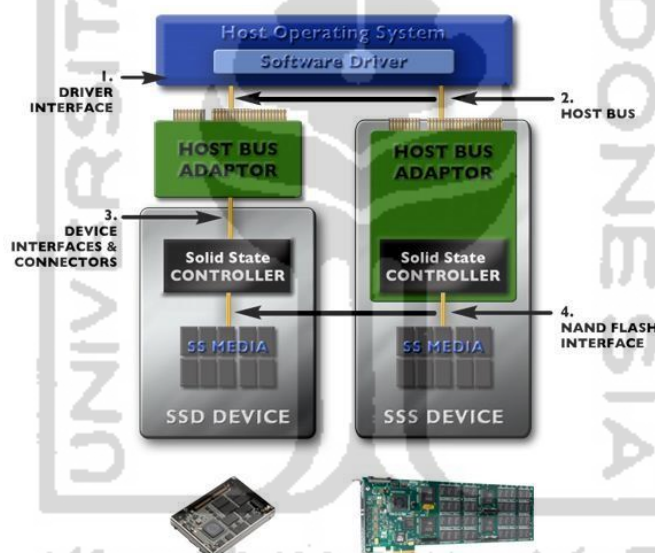 Host Operating System
Software Driver
1.
DRIVER
INTERFACE
2.
HOST BUS
HOST BUS
ADAPTOR
HOST BUS
ADAPTOR
3.
DEVICE
INTERFACES &
CONNECTORS
Solid State
CONTROLLER
Solid State
CONTROLLER
4.
NAND FLASH
INTERFACE
SS MEDIA
SS MEDIA
SSD DEVICE
SSS DEVICE
UNIVERSITA
DONESIA